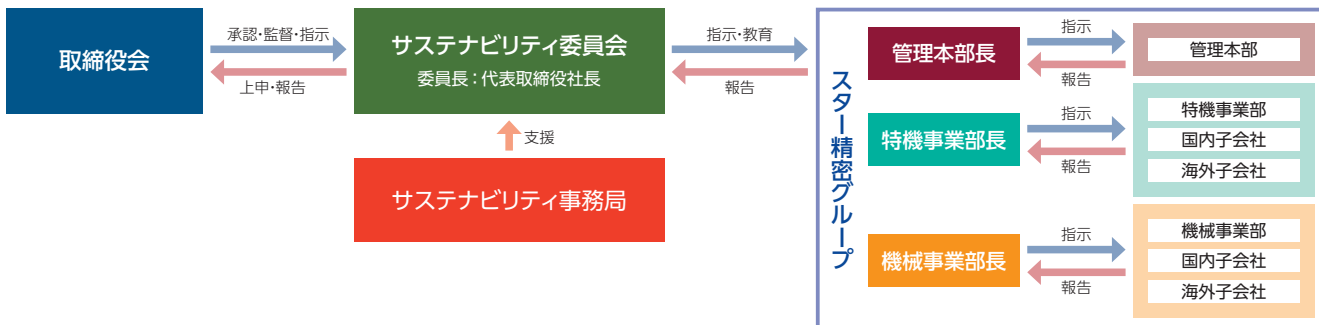 取締役会
承認・監督・指示
上申・報告
サステナビリティ委員会
委員長：代表取締役社長
支援
サステナビリティ事務局
指示・教育
報告
スター精密グループ
管理本部長
指示
報告
管理本部
特機事業部長
指示
報告
特機事業部
国内子会社
海外子会社
機械事業部長
指示
報告
機械事業部
国内子会社
海外子会社